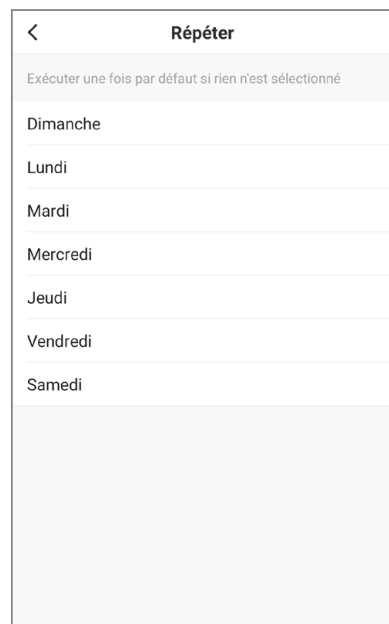 Répéter
Exécuter une fois par défaut si rien n'est sélectionné
Dimanche
Lundi
Mardi
Mercredi
Jeudi
Vendredi
Samedi